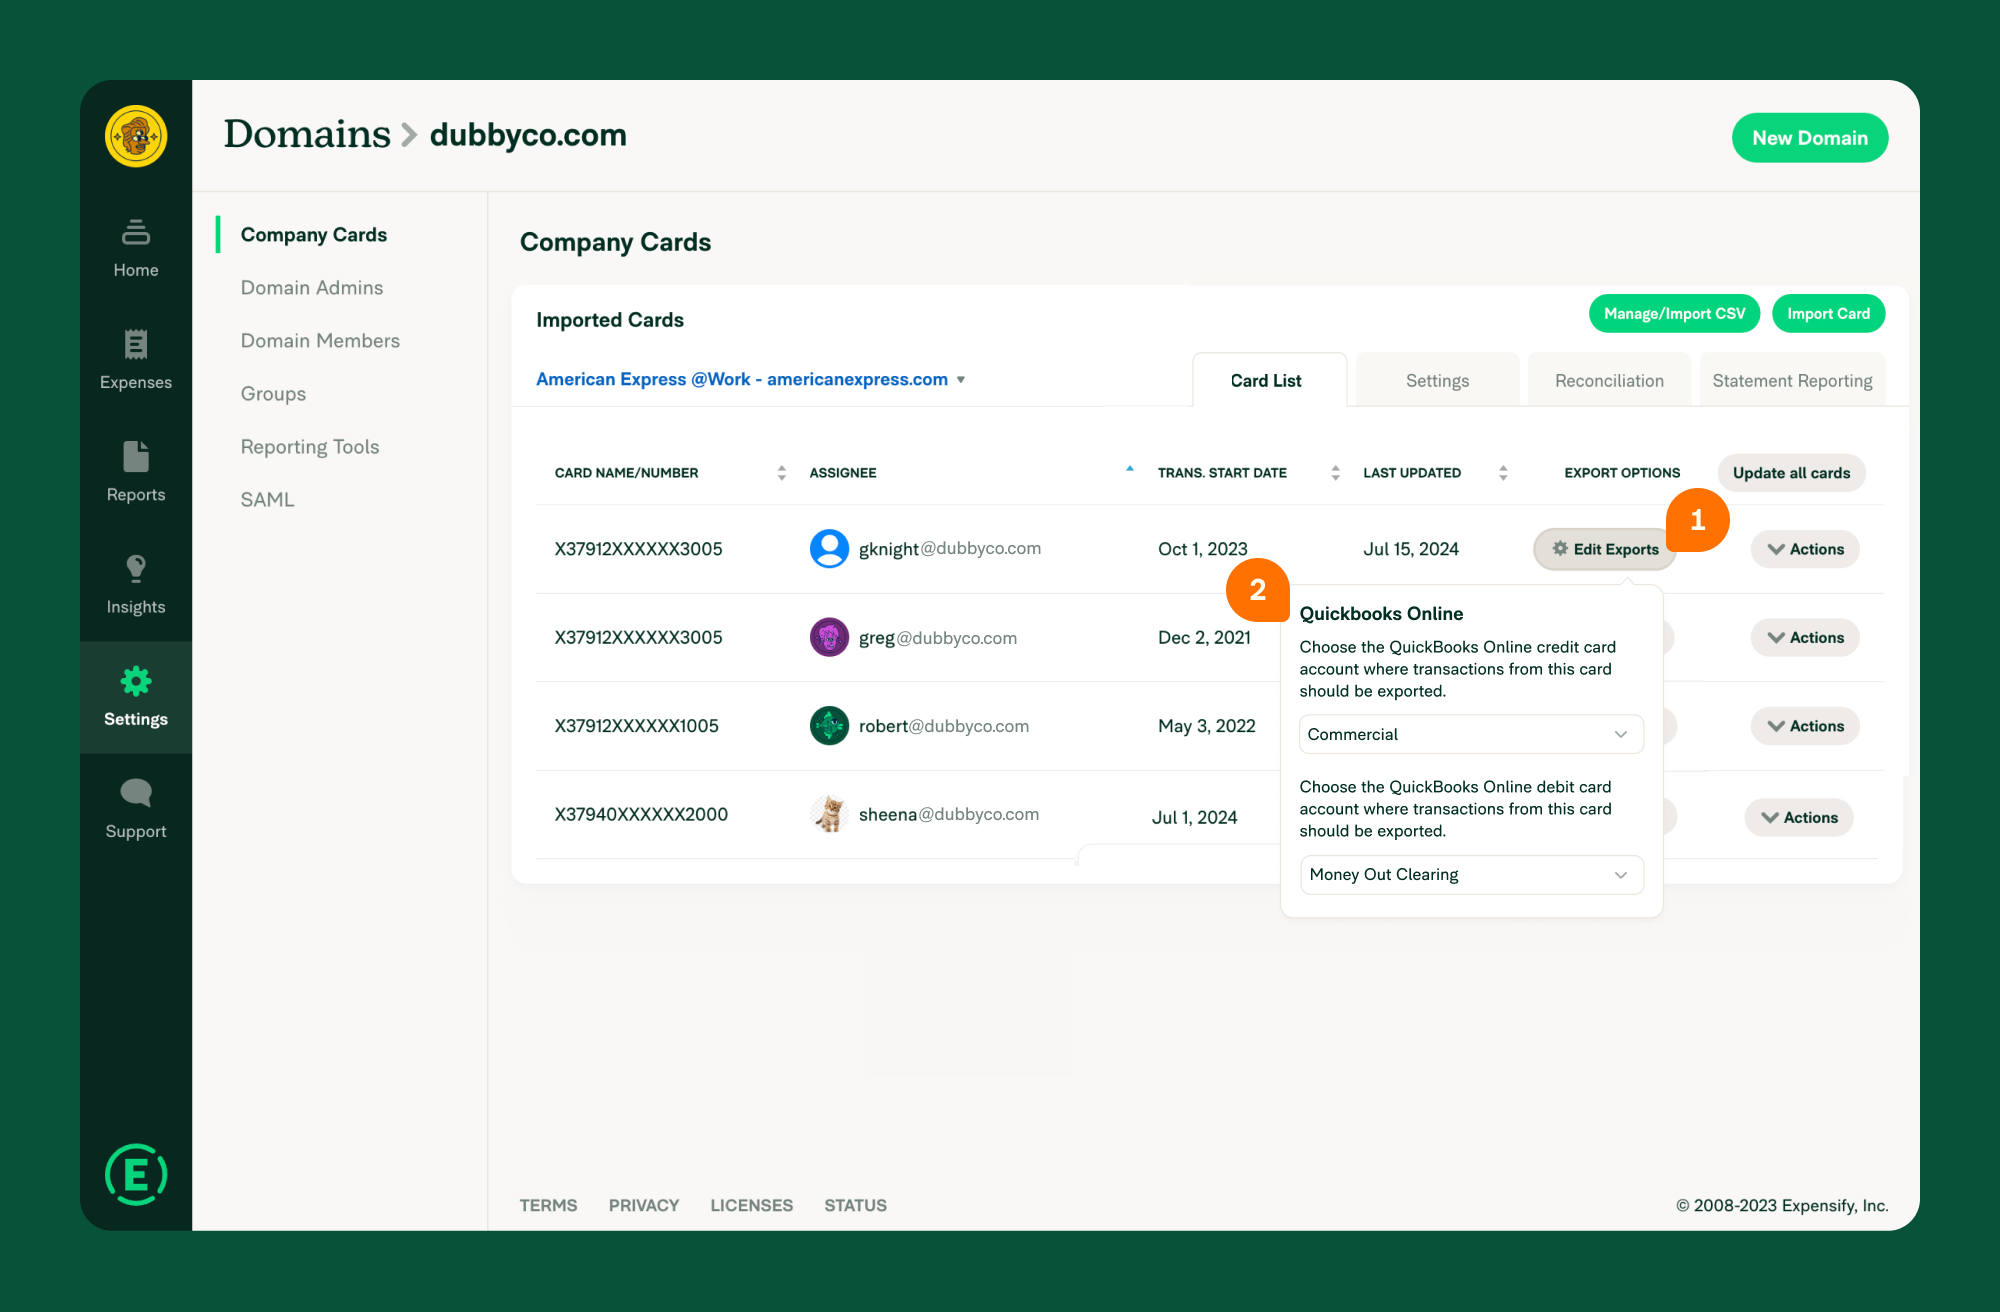 Domains > dubbyco.com
New Domain
Home
Expenses
Reports
Insights
Settings
Support
E
Company Cards
Domain Admins
Domain Members
Groups
Reporting Tools
SAML
Company Cards
Imported Cards
Manage/Import CSV
Import Card
American Express @Work - americanexpress.com
Card List
Settings
Reconciliation
Statement Reporting
CARD NAME/NUMBER ASSIGNEE TRANS. START DATE LAST UPDATED EXPORT OPTIONS Update all cards
1
X37912XXXXXX3005 gknight@dubbyco.com Oct 1, 2023 Jul 15, 2024 Edit Exports Actions
X37912XXXXXX3005 greg@dubbyco.com Dec 2, 2021 Actions
X37912XXXXXX1005 robert@dubbyco.com May 3, 2022 Actions
X37940XXXXXX2000 sheena@dubbyco.com Jul 1, 2024 Actions
2
Quickbooks Online
Choose the QuickBooks Online credit card
account where transactions from this card
should be exported.
Commercial
Choose the QuickBooks Online debit card
account where transactions from this card
should be exported.
Money Out Clearing
TERMS PRIVACY LICENSES STATUS
© 2008-2023 Expensify, Inc.